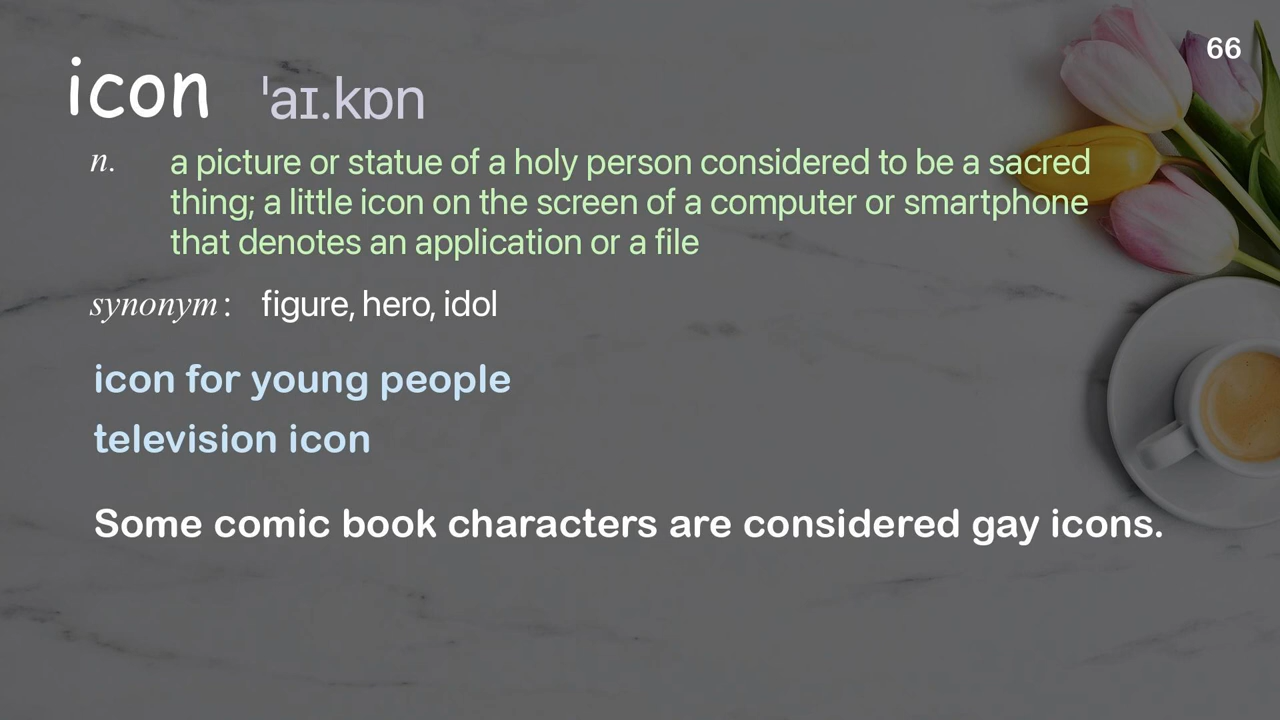 66
icon ˈaɪ.kɒn
n. a picture or statue of a holy person considered to be a sacred
thing; a little icon on the screen of a computer or smartphone
that denotes an application or a file
synonym: figure, hero, idol
icon for young people
television icon
Some comic book characters are considered gay icons.